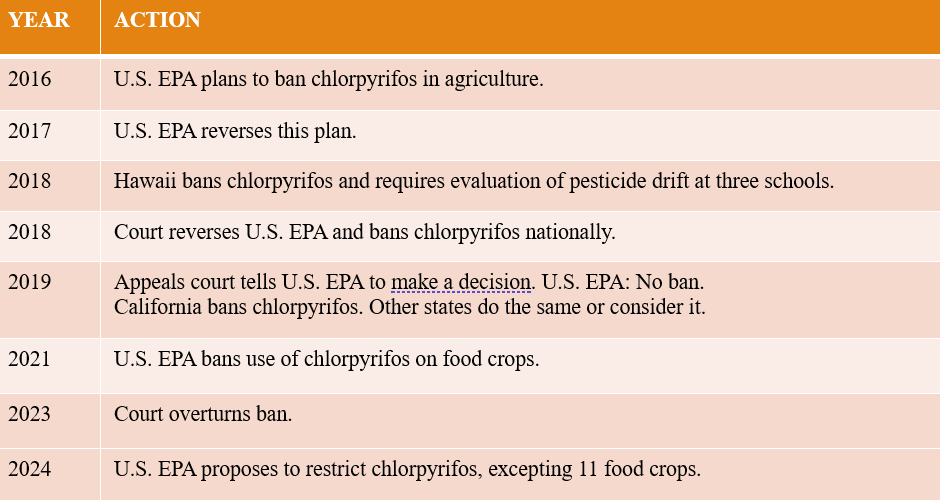 YEAR ACTION
2016 U.S. EPA plans to ban chlorpyrifos in agriculture.
2017 U.S. EPA reverses this plan.
2018 Hawaii bans chlorpyrifos and requires evaluation of pesticide drift at three schools.
2018 Court reverses U.S. EPA and bans chlorpyrifos nationally.
2019 Appeals court tells U.S. EPA to make a decision. U.S. EPA: No ban.
California bans chlorpyrifos. Other states do the same or consider it.
2021 U.S. EPA bans use of chlorpyrifos on food crops.
2023 Court overturns ban.
2024 U.S. EPA proposes to restrict chlorpyrifos, excepting 11 food crops.